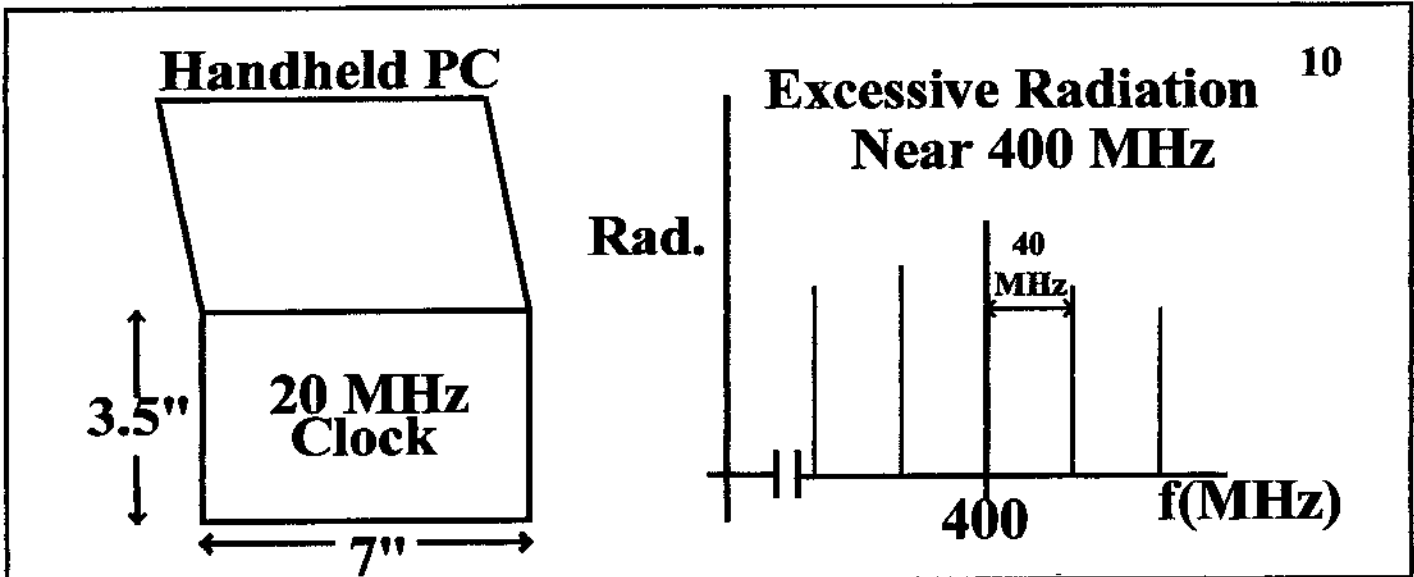 Handheld PC
3.5"
20 MHz
Clock
7"
10
Excessive Radiation
Near 400 MHz
Rad.
40
MHz
400
f(MHz)